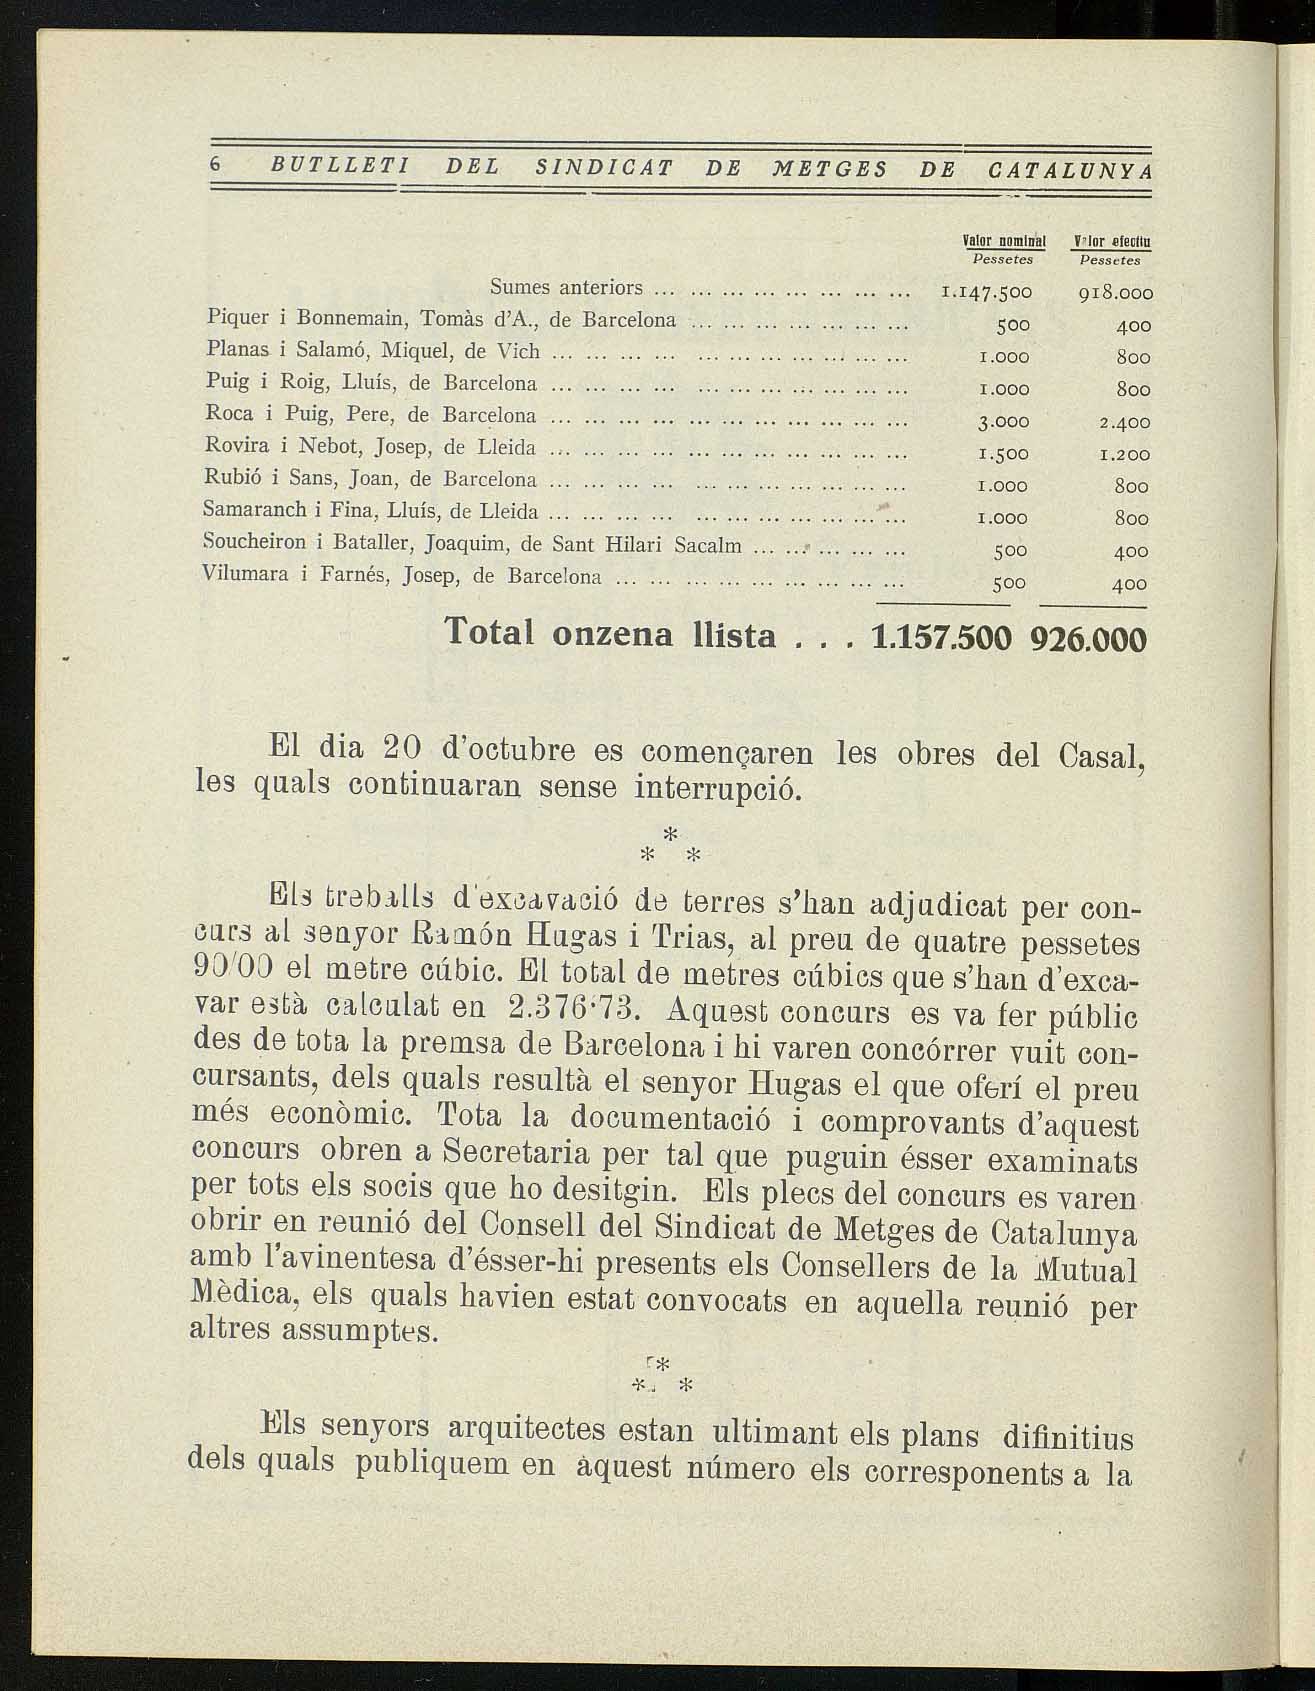 6 BUTLLETI DEL SINDICAT DE METGES DE CATALUNYA
Valor nominal Valor efectiu
Pessetes Pessetes
Sumes anteriors ... ... ... ... ... ... ... ... 1.147.500 918.000
Piquer i Bonnemain, Tomàs d'A., de Barcelona ... ... ... ... ... ... ... 500 400
Planas i Salamó, Miquel, de Vich ... ... ... ... ... ... ... ... ... ... ... 1.000 800
Puig i Roig, Lluís, de Barcelona ... ... ... ... ... ... ... ... ... ... ... 1.000 800
Roca i Puig, Pere, de Barcelona ... ... ... ... ... ... ... ... ... ... ... 3.000 2.400
Rovira i Nebot, Josep, de Lleida ... ... ... ... ... ... ... ... ... ... ... 1.500 1.200
Rubió i Sans, Joan, de Barcelona ... ... ... ... ... ... ... ... ... ... ... 1.000 800
Samaranch i Fina, Lluís, de Lleida ... ... ... ... ... ... ... ... ... ... ... 1.000 800
Soucheiron i Bataller, Joaquim, de Sant Hilari Sacalm ... ... ... ... ... 500 400
Vilumara i Farnés, Josep, de Barcelona ... ... ... ... ... ... ... ... ... 500 400
Total onzena llista . . . 1.157.500 926.000
El dia 20 d'octubre es començaren les obres del Casal,
les quals continuaran sense interrupció.
*
* *
Els treballs d'excavació de terres s'han adjudicat per con-
curs al senyor Ramón Hugas i Trias, al preu de quatre pessetes
90/00 el metre cúbic. El total de metres cúbics que s'han d'exca-
var està calculat en 2.376'73. Aquest concurs es va fer públic
des de tota la premsa de Barcelona i hi varen concórrer vuit con-
cursants, dels quals resultà el senyor Hugas el que oferí el preu
més econòmic. Tota la documentació i comprovants d'aquest
concurs obren a Secretaria per tal que puguin ésser examinats
per tots els socis que ho desitgin. Els plecs del concurs es varen
obrir en reunió del Consell del Sindicat de Metges de Catalunya
amb l'avinentesa d'ésser-hi presents els Consellers de la Mutual
Mèdica, els quals havien estat convocats en aquella reunió per
altres assumptes.
*
* *
Els senyors arquitectes estan ultimant els plans difinitius
dels quals publiquem en àquest número els corresponents a la